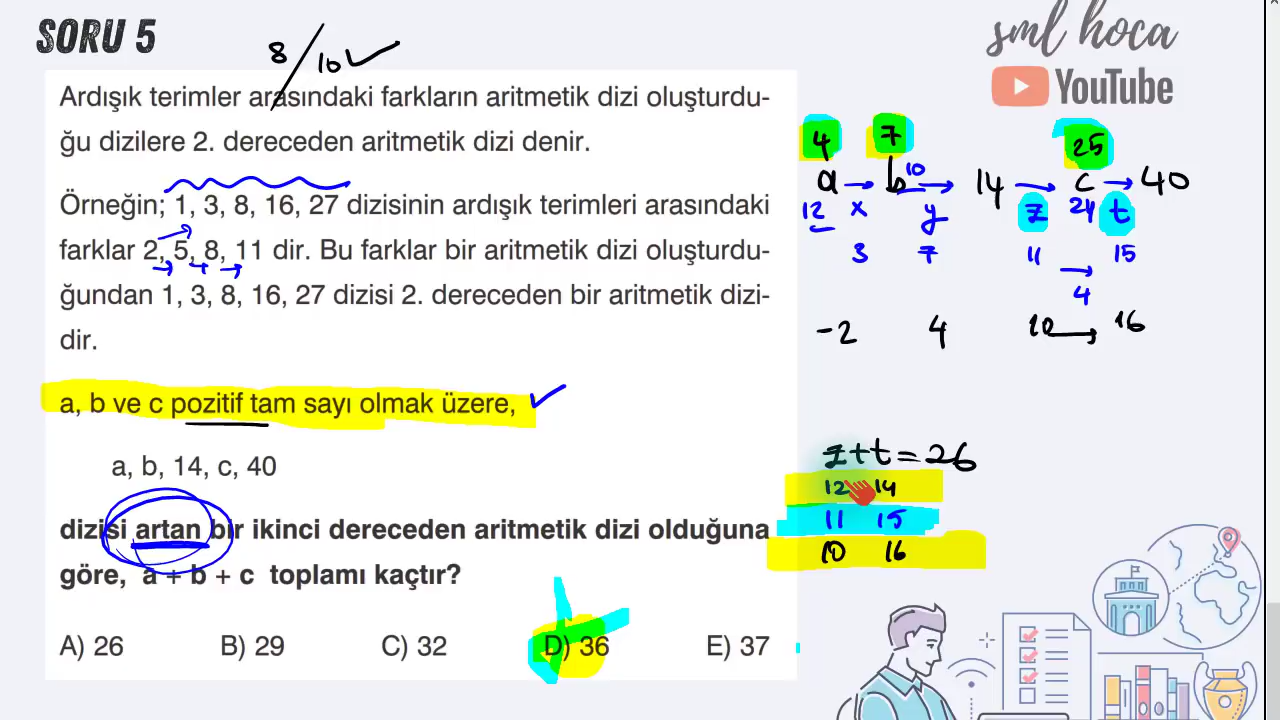 SORU 5
8/10
sml hoca
YouTube
Ardışık terimler arasındaki farkların aritmetik dizi oluşturdu-
ğu dizilere 2. dereceden aritmetik dizi denir.
Örneğin; 1, 3, 8, 16, 27 dizisinin ardışık terimleri arasındaki
farklar 2, 5, 8, 11 dir. Bu farklar bir aritmetik dizi oluşturdu-
ğundan 1, 3, 8, 16, 27 dizisi 2. dereceden bir aritmetik dizi-
dir.
a, b ve c pozitif tam sayı olmak üzere,
a, b, 14, c, 40
dizisi artan bir ikinci dereceden aritmetik dizi olduğuna
göre, a + b + c toplamı kaçtır?
A) 26 B) 29 C) 32 D) 36 E) 37
4 7 25
a → b → 14 → c → 40
12 x 10 y z 24 t
3 7 11 15
4
-2 4 10 → 16
z+t=26
12 14
11 15
10 16